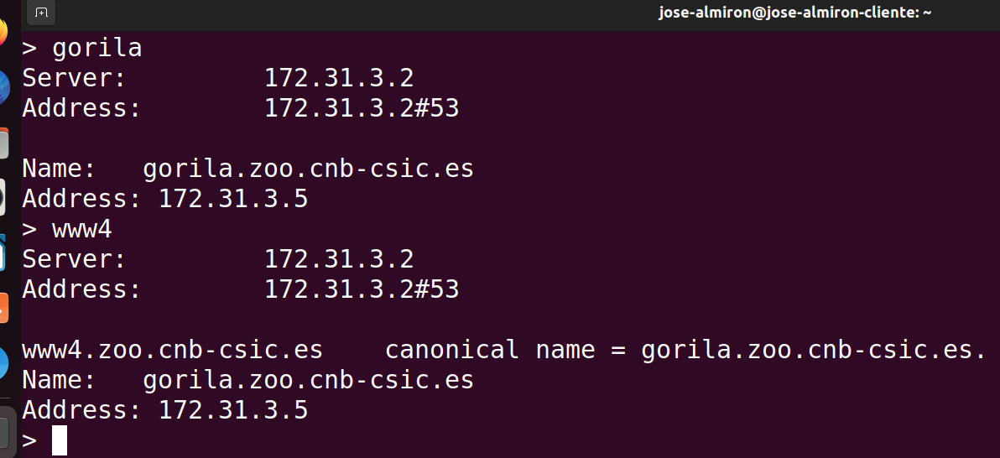 jose-almiron@jose-almiron-cliente: ~
> gorila
Server:         172.31.3.2
Address:        172.31.3.2#53

Name:   gorila.zoo.cnb-csic.es
Address: 172.31.3.5
> www4
Server:         172.31.3.2
Address:        172.31.3.2#53

www4.zoo.cnb-csic.es    canonical name = gorila.zoo.cnb-csic.es.
Name:   gorila.zoo.cnb-csic.es
Address: 172.31.3.5
>